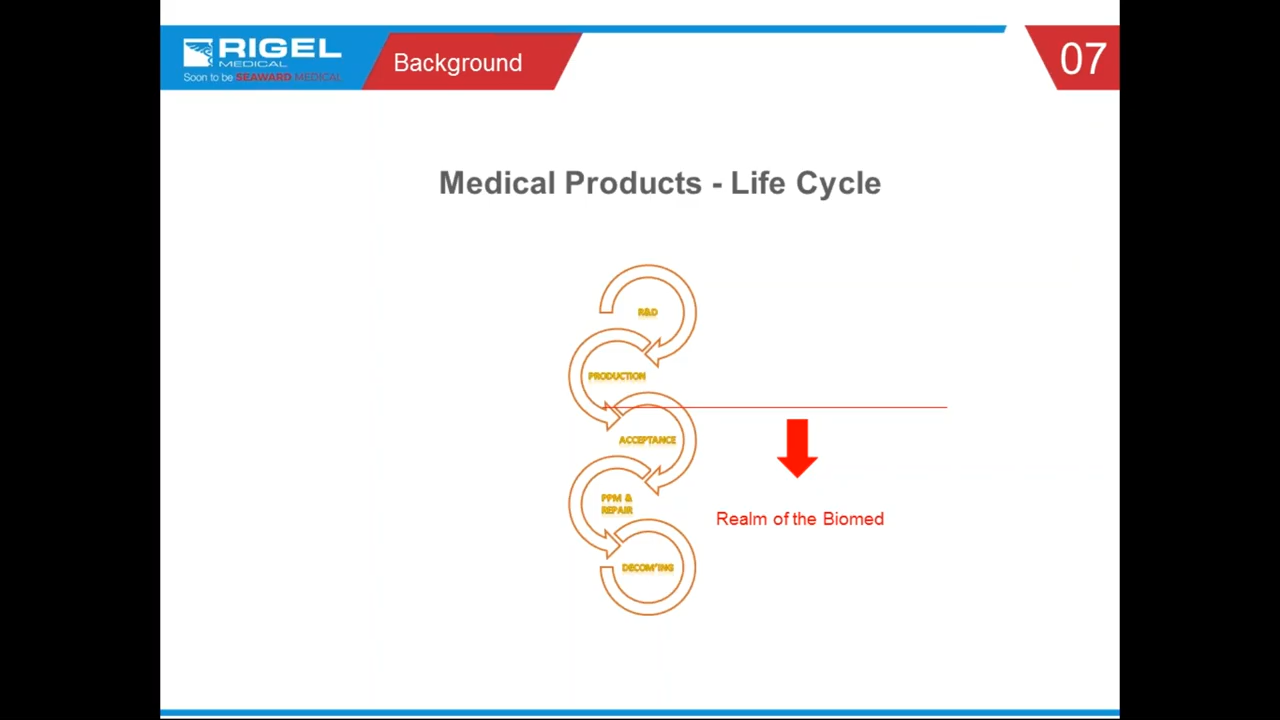 RIGEL
MEDICAL
Soon to be SEAWARD MEDICAL
Background
07
Medical Products - Life Cycle
R&D
PRODUCTION
ACCEPTANCE
PPM &
REPAIR
DECOM'ING
Realm of the Biomed